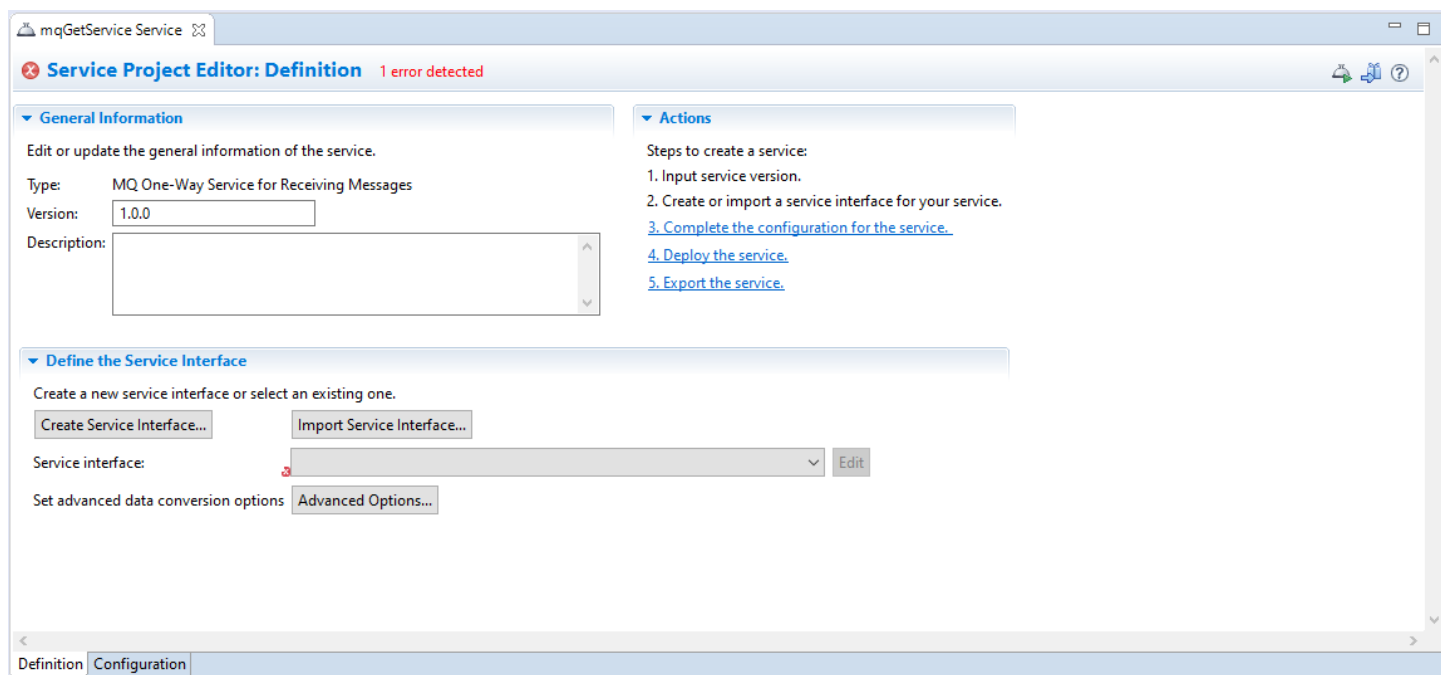 mqGetService Service
Service Project Editor: Definition 1 error detected
General Information
Edit or update the general information of the service.
Type: MQ One-Way Service for Receiving Messages
Version: 1.0.0
Description:
Actions
Steps to create a service:
1. Input service version.
2. Create or import a service interface for your service.
3. Complete the configuration for the service.
4. Deploy the service.
5. Export the service.
Define the Service Interface
Create a new service interface or select an existing one.
Create Service Interface... Import Service Interface...
Service interface: Edit
Set advanced data conversion options Advanced Options...
Definition Configuration